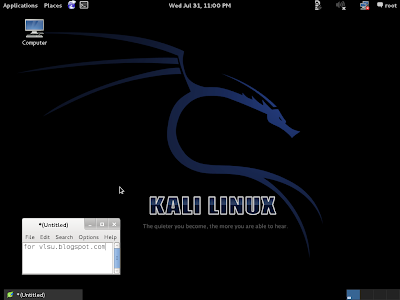 Applications Places Wed Jul 31, 11:00 PM root
Computer
KALI LINUX
The quieter you become, the more you are able to hear.
*(Untitled)
File Edit Search Options Help
for vlsu.blogspot.com
*(Untitled)